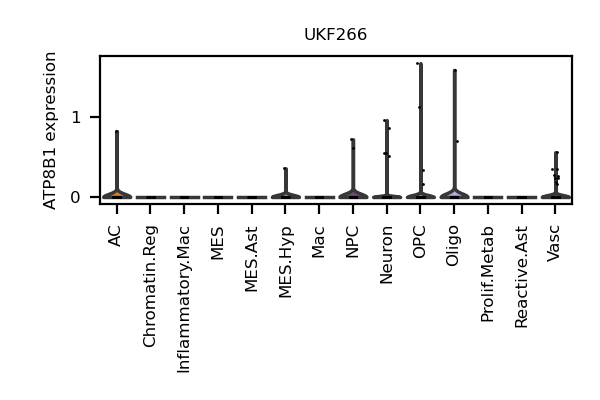 UKF266
ATP8B1 expression
1
0
AC
Chromatin.Reg
Inflammatory.Mac
MES
MES.Ast
MES.Hyp
Mac
NPC
Neuron
OPC
Oligo
Prolif.Metab
Reactive.Ast
Vasc